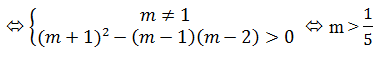 ⇔ { m ≠ 1
(m + 1)² − (m − 1)(m − 2) > 0 ⇔ m > 1/5